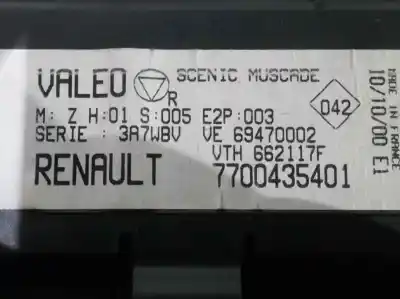 VALEO R SCENIC MUSCADE
M: Z H:01 S:005 E2P:003
042
SERIE : 3A7WBV VE 69470002
VTH 662117F
RENAULT 7700435401
10/10/00 E1
MADE IN FRANCE